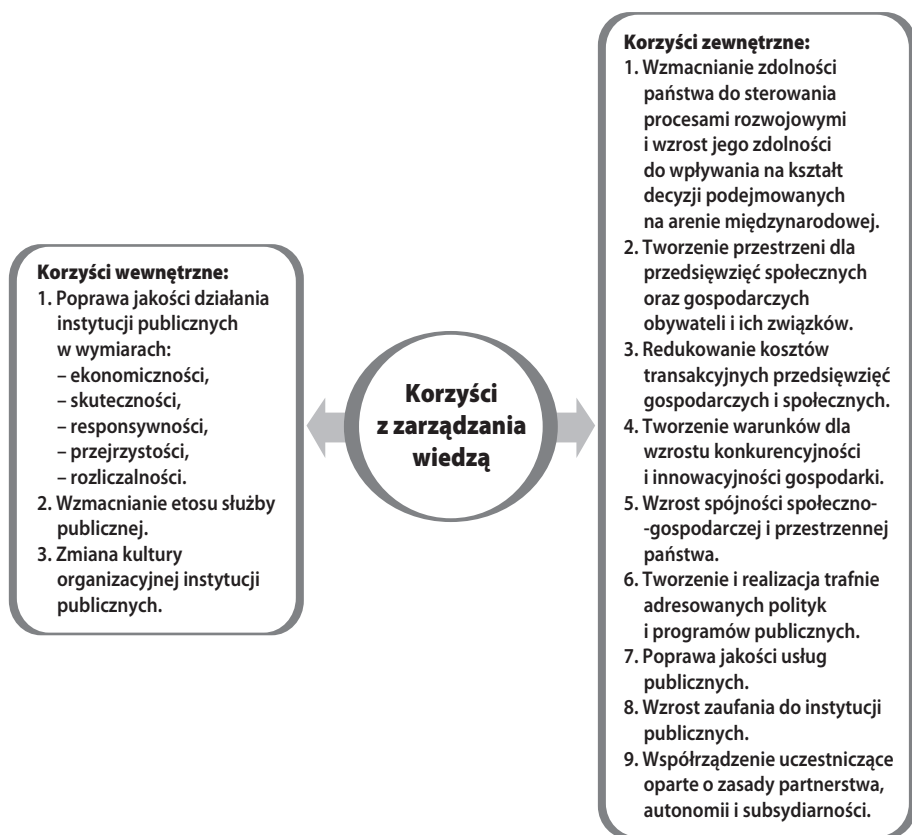 Korzyści wewnętrzne:
1. Poprawa jakości działania
instytucji publicznych
w wymiarach:
– ekonomiczności,
– skuteczności,
– responsywności,
– przejrzystości,
– rozliczalności.
2. Wzmacnianie etosu służby
publicznej.
3. Zmiana kultury
organizacyjnej instytucji
publicznych.
Korzyści
z zarządzania
wiedzą
Korzyści zewnętrzne:
1. Wzmacnianie zdolności
państwa do sterowania
procesami rozwojowymi
i wzrost jego zdolności
do wpływania na kształt
decyzji podejmowanych
na arenie międzynarodowej.
2. Tworzenie przestrzeni dla
przedsięwzięć społecznych
oraz gospodarczych
obywateli i ich związków.
3. Redukowanie kosztów
transakcyjnych przedsięwzięć
gospodarczych i społecznych.
4. Tworzenie warunków dla
wzrostu konkurencyjności
i innowacyjności gospodarki.
5. Wzrost spójności społeczno-
-gospodarczej i przestrzennej
państwa.
6. Tworzenie i realizacja trafnie
adresowanych polityk
i programów publicznych.
7. Poprawa jakości usług
publicznych.
8. Wzrost zaufania do instytucji
publicznych.
9. Współrządzenie uczestniczące
oparte o zasady partnerstwa,
autonomii i subsydiarności.